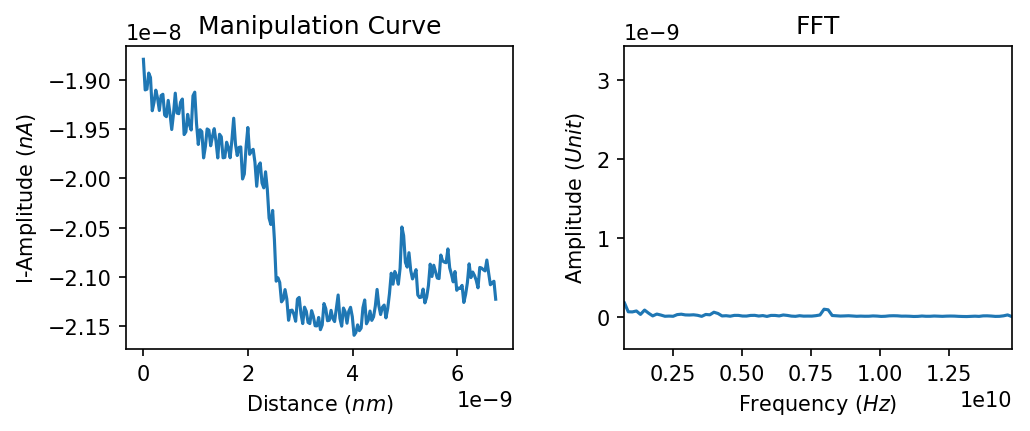 Manipulation Curve
1e−8
−1.90
−1.95
−2.00
−2.05
−2.10
−2.15
I-Amplitude (nA)
0 2 4 6
1e−9
Distance (nm)
FFT
1e−9
3
2
1
0
Amplitude (Unit)
0.25 0.50 0.75 1.00 1.25
1e10
Frequency (Hz)